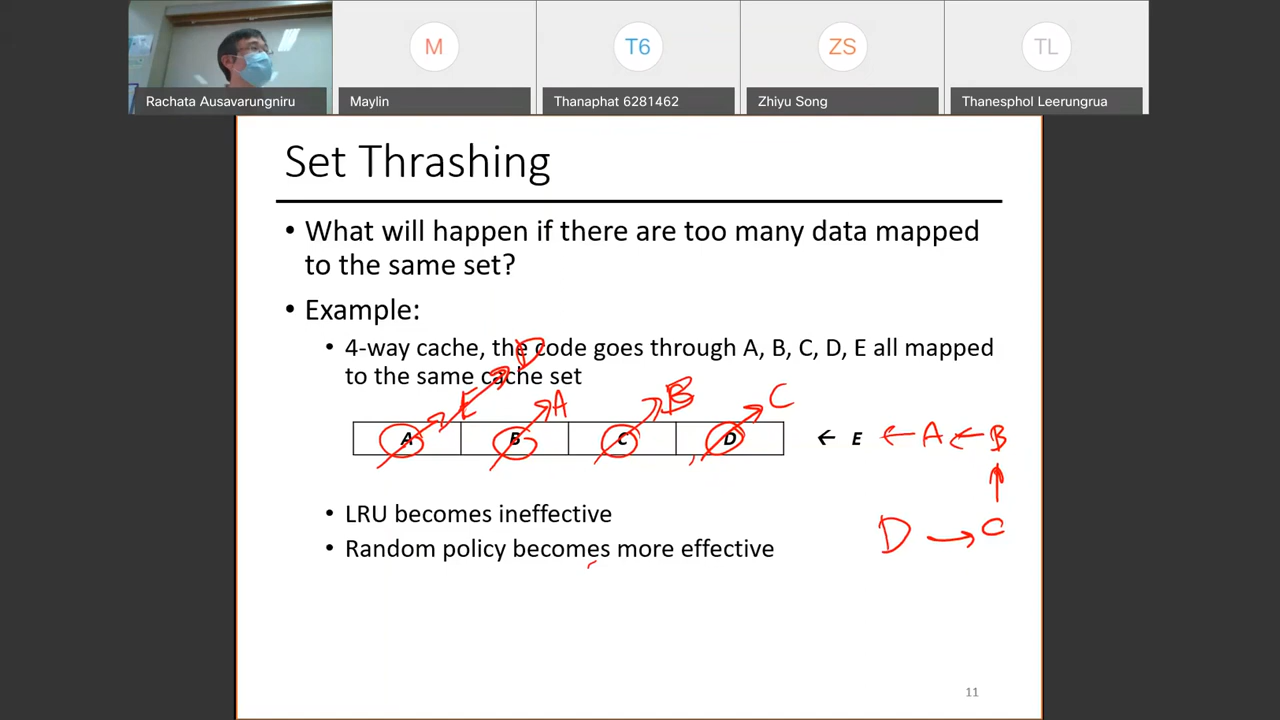 M
T6
ZS
TL
Rachata Ausavarungniru
Maylin
Thanaphat 6281462
Zhiyu Song
Thanesphol Leerungrua
Set Thrashing
• What will happen if there are too many data mapped
to the same set?
• Example:
• 4-way cache, the code goes through A, B, C, D, E all mapped
to the same cache set
E D A B C
A B C D ← E ← A ← B
• LRU becomes ineffective
D → C
• Random policy becomes more effective
11